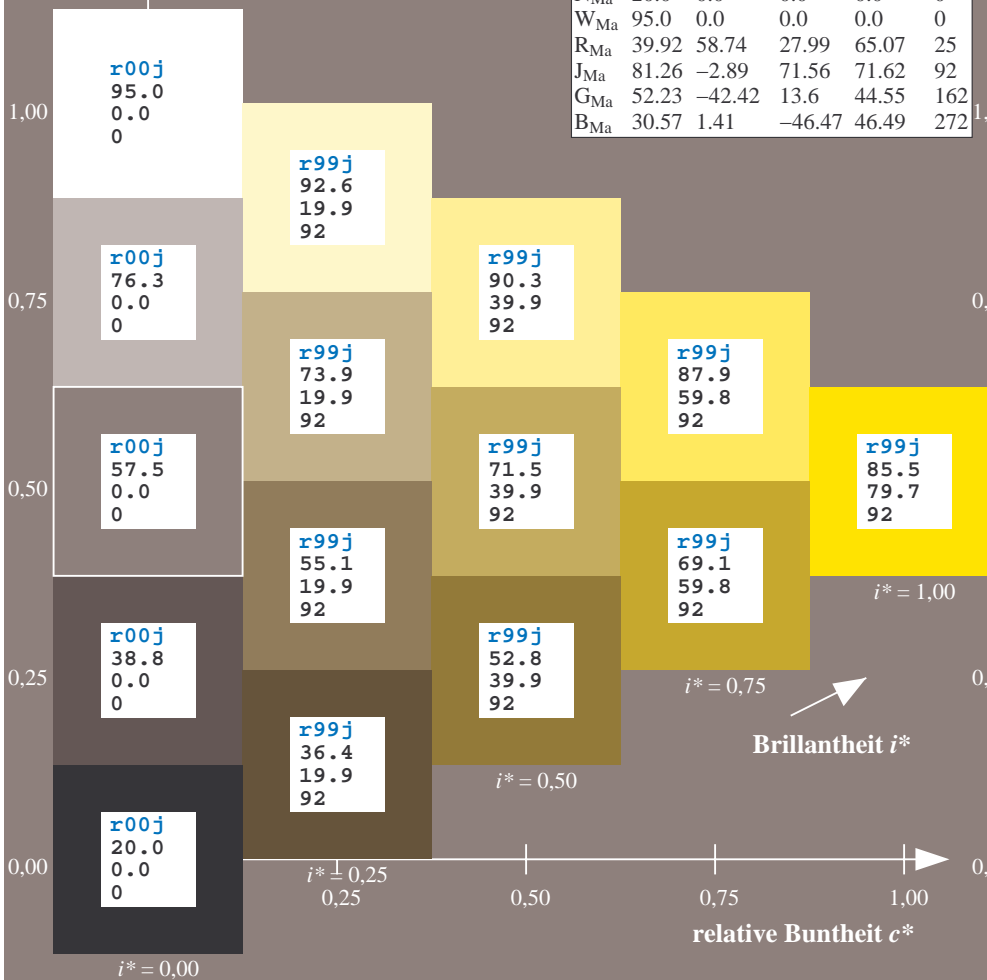 W_Ma 95.0 0.0 0.0 0.0 0
R_Ma 39.92 58.74 27.99 65.07 25
J_Ma 81.26 −2.89 71.56 71.62 92
G_Ma 52.23 −42.42 13.6 44.55 162
B_Ma 30.57 1.41 −46.47 46.49 272
r00j
95.0
0.0
0
1,00
r99j
92.6
19.9
92
r00j
76.3
0.0
0
r99j
90.3
39.9
92
0,75
0,
r99j
73.9
19.9
92
r99j
87.9
59.8
92
r00j
57.5
0.0
0
r99j
71.5
39.9
92
r99j
85.5
79.7
92
0,50
r99j
55.1
19.9
92
r99j
69.1
59.8
92
i* = 1,00
r00j
38.8
0.0
0
r99j
52.8
39.9
92
0,25
0,
i* = 0,75
r99j
36.4
19.9
92
Brillantheit i*
i* = 0,50
r00j
20.0
0.0
0
0,00
0,
i* = 0,25
0,25 0,50 0,75 1,00
relative Buntheit c*
i* = 0,00